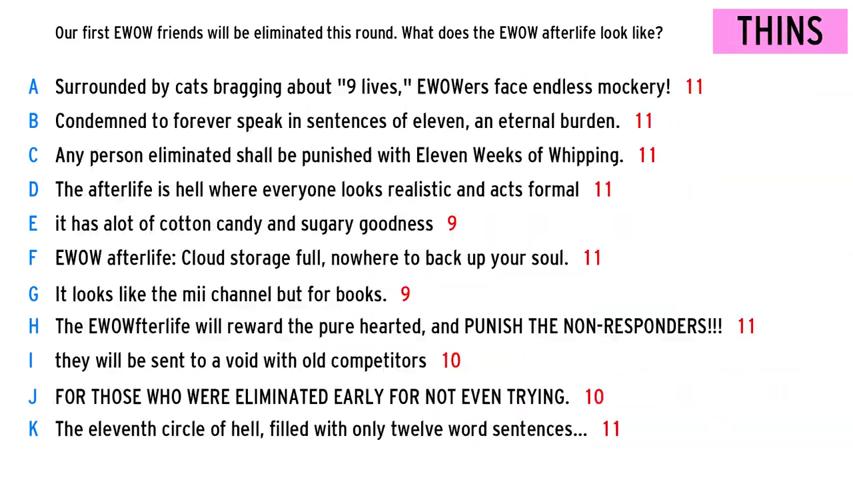 Our first EWOW friends will be eliminated this round. What does the EWOW afterlife look like?
THINS
A Surrounded by cats bragging about "9 lives," EWOWers face endless mockery! 11
B Condemned to forever speak in sentences of eleven, an eternal burden. 11
C Any person eliminated shall be punished with Eleven Weeks of Whipping. 11
D The afterlife is hell where everyone looks realistic and acts formal 11
E it has alot of cotton candy and sugary goodness 9
F EWOW afterlife: Cloud storage full, nowhere to back up your soul. 11
G It looks like the mii channel but for books. 9
H The EWOWfterlife will reward the pure hearted, and PUNISH THE NON-RESPONDERS!!! 11
I they will be sent to a void with old competitors 10
J FOR THOSE WHO WERE ELIMINATED EARLY FOR NOT EVEN TRYING. 10
K The eleventh circle of hell, filled with only twelve word sentences... 11